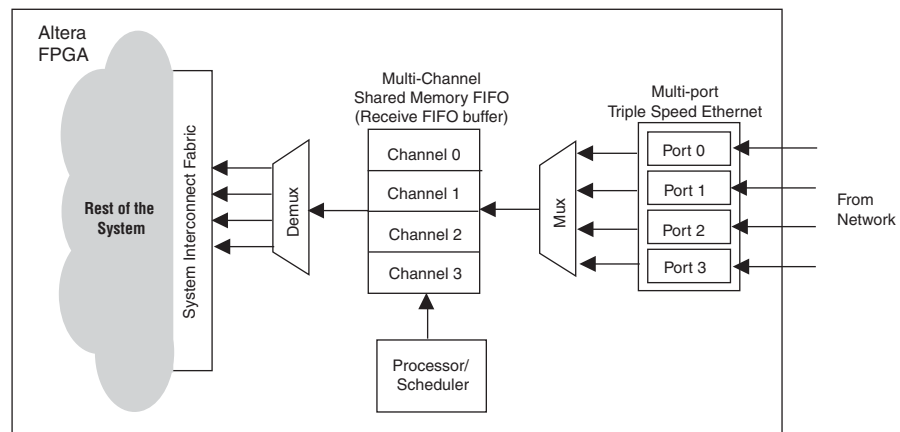 Altera
FPGA
Rest of the
System
System Interconnect Fabric
Demux
Multi-Channel
Shared Memory FIFO
(Receive FIFO buffer)
Channel 0
Channel 1
Channel 2
Channel 3
Processor/
Scheduler
Mux
Multi-port
Triple Speed Ethernet
Port 0
Port 1
Port 2
Port 3
From
Network